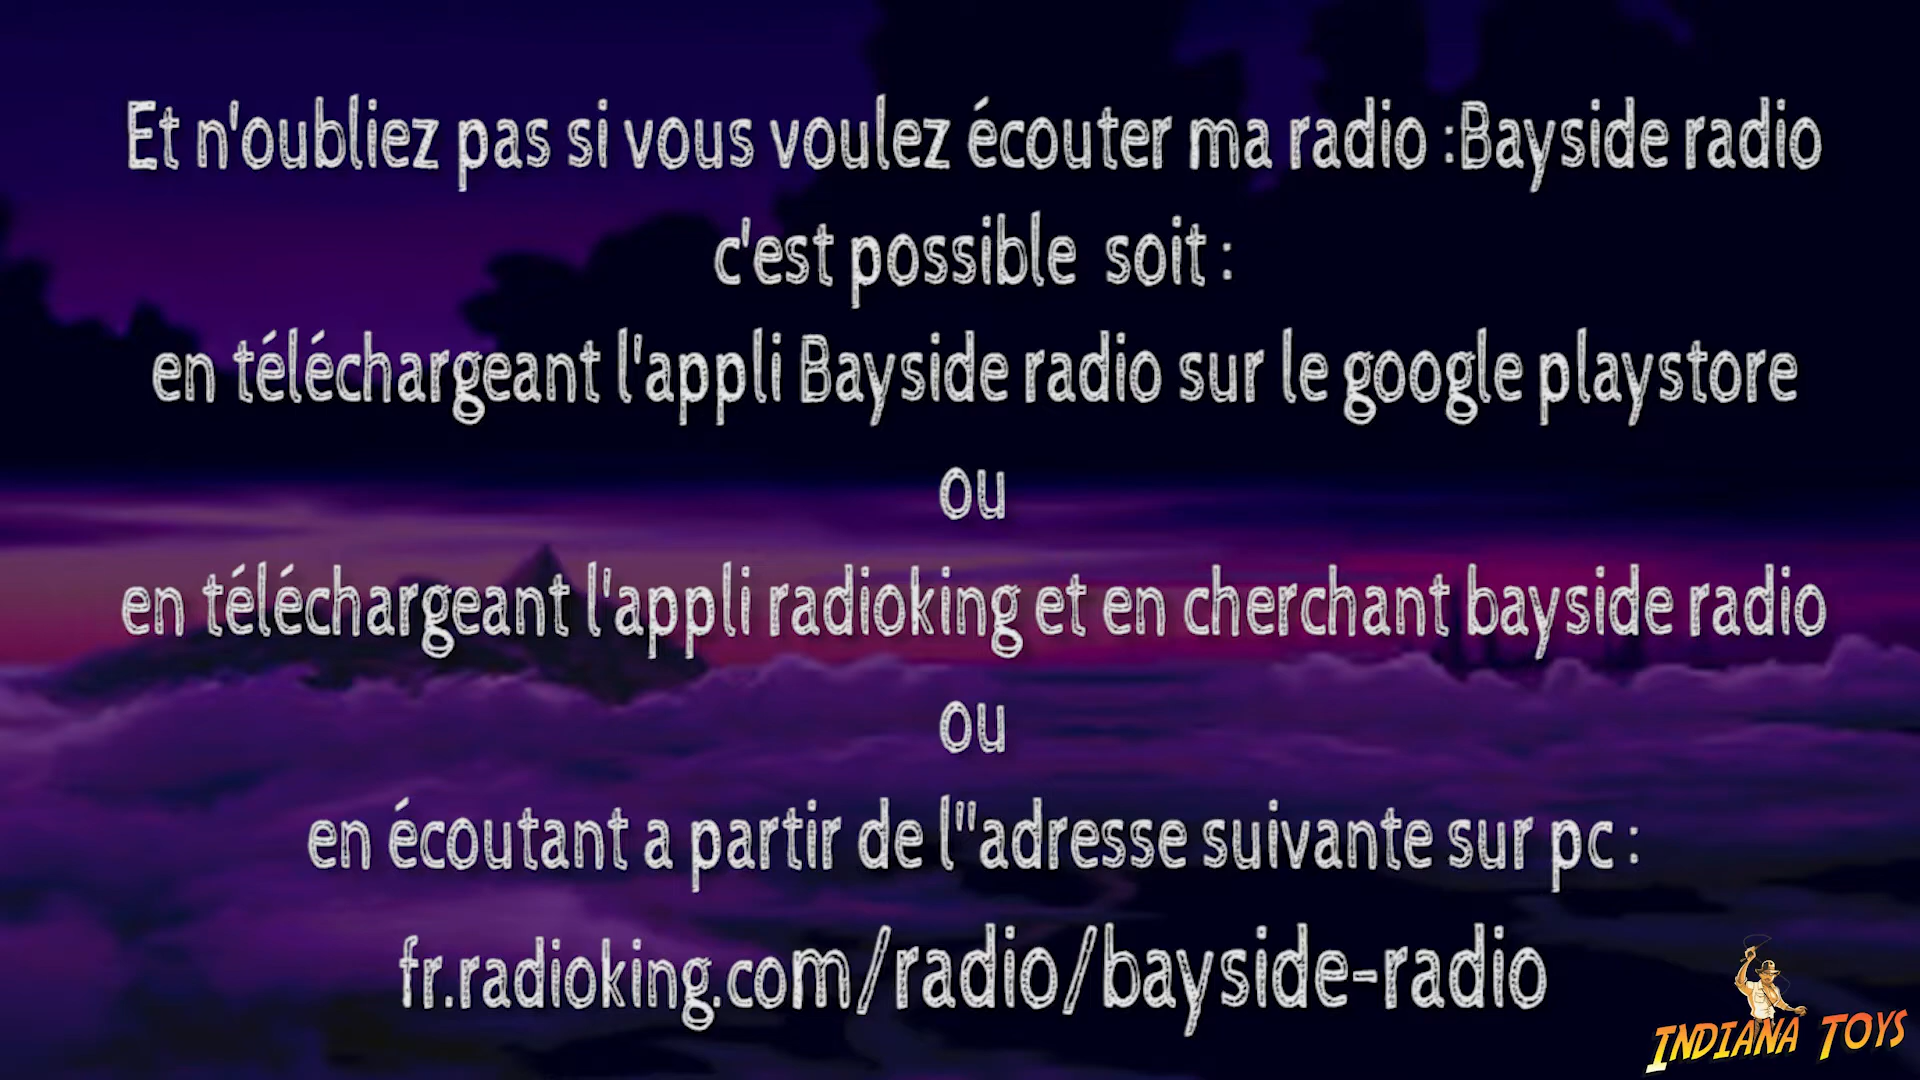 Et n'oubliez pas si vous voulez écouter ma radio :Bayside radio
c'est possible  soit :
en téléchargeant l'appli Bayside radio sur le google playstore
ou
en téléchargeant l'appli radioking et en cherchant bayside radio
ou
en écoutant a partir de l''adresse suivante sur pc :
fr.radioking.com/radio/bayside-radio
INDIANA TOYS